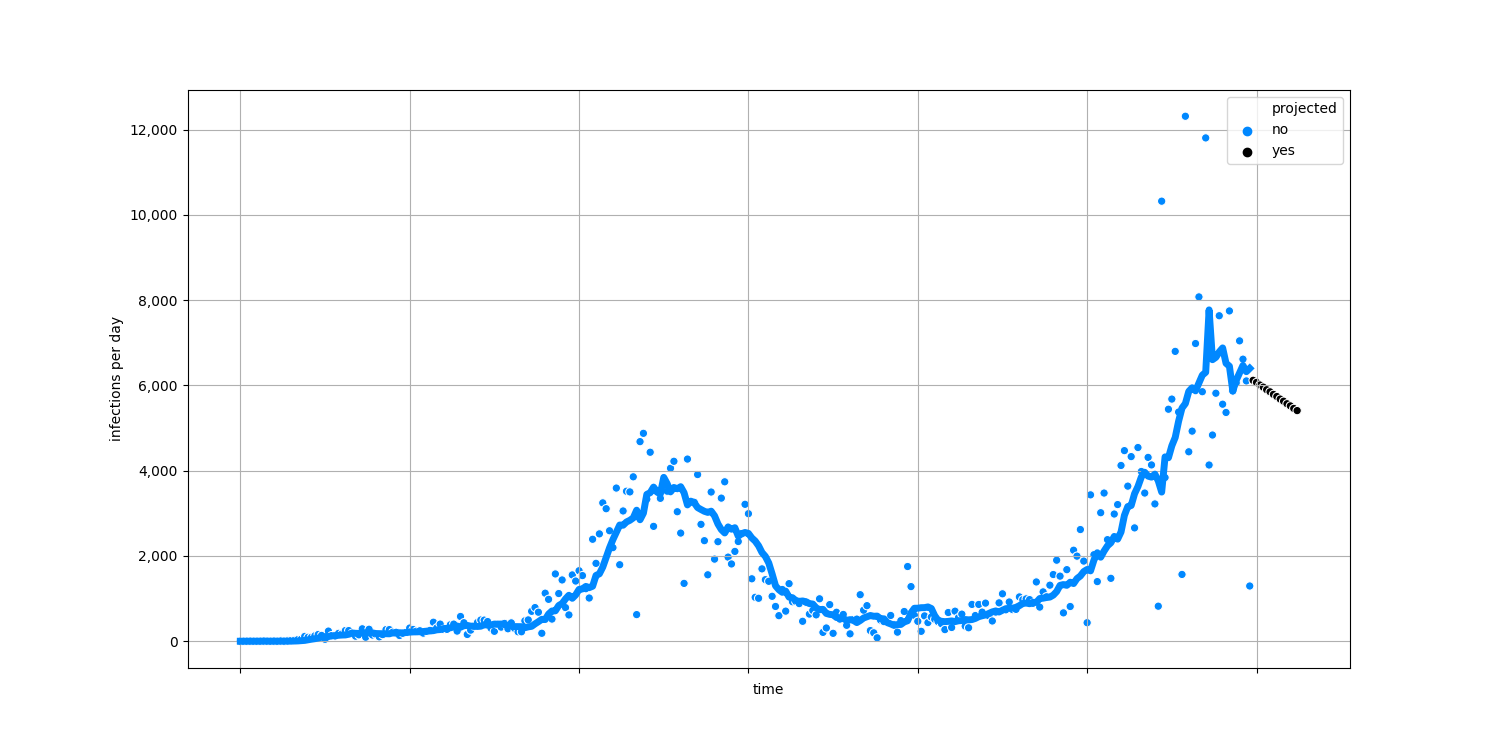 projected
no
yes
12,000
10,000
8,000
6,000
4,000
2,000
0
infections per day
time